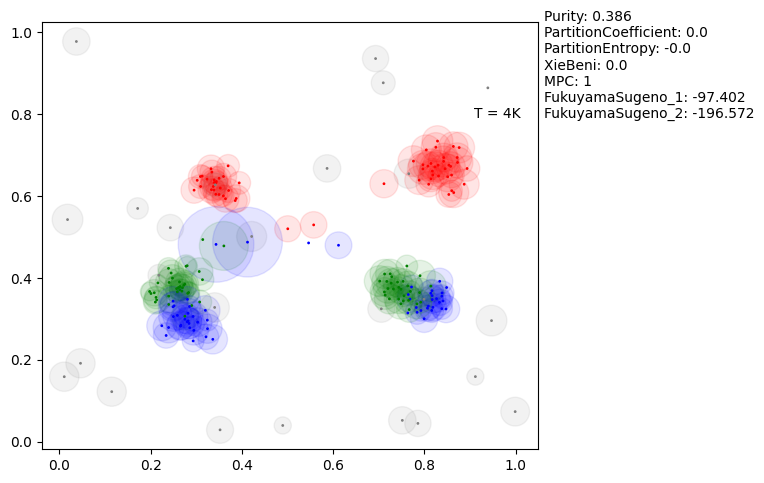 Purity: 0.386
PartitionCoefficient: 0.0
PartitionEntropy: -0.0
XieBeni: 0.0
MPC: 1
FukuyamaSugeno_1: -97.402
FukuyamaSugeno_2: -196.572
T = 4K
1.0
0.8
0.6
0.4
0.2
0.0
0.0 0.2 0.4 0.6 0.8 1.0